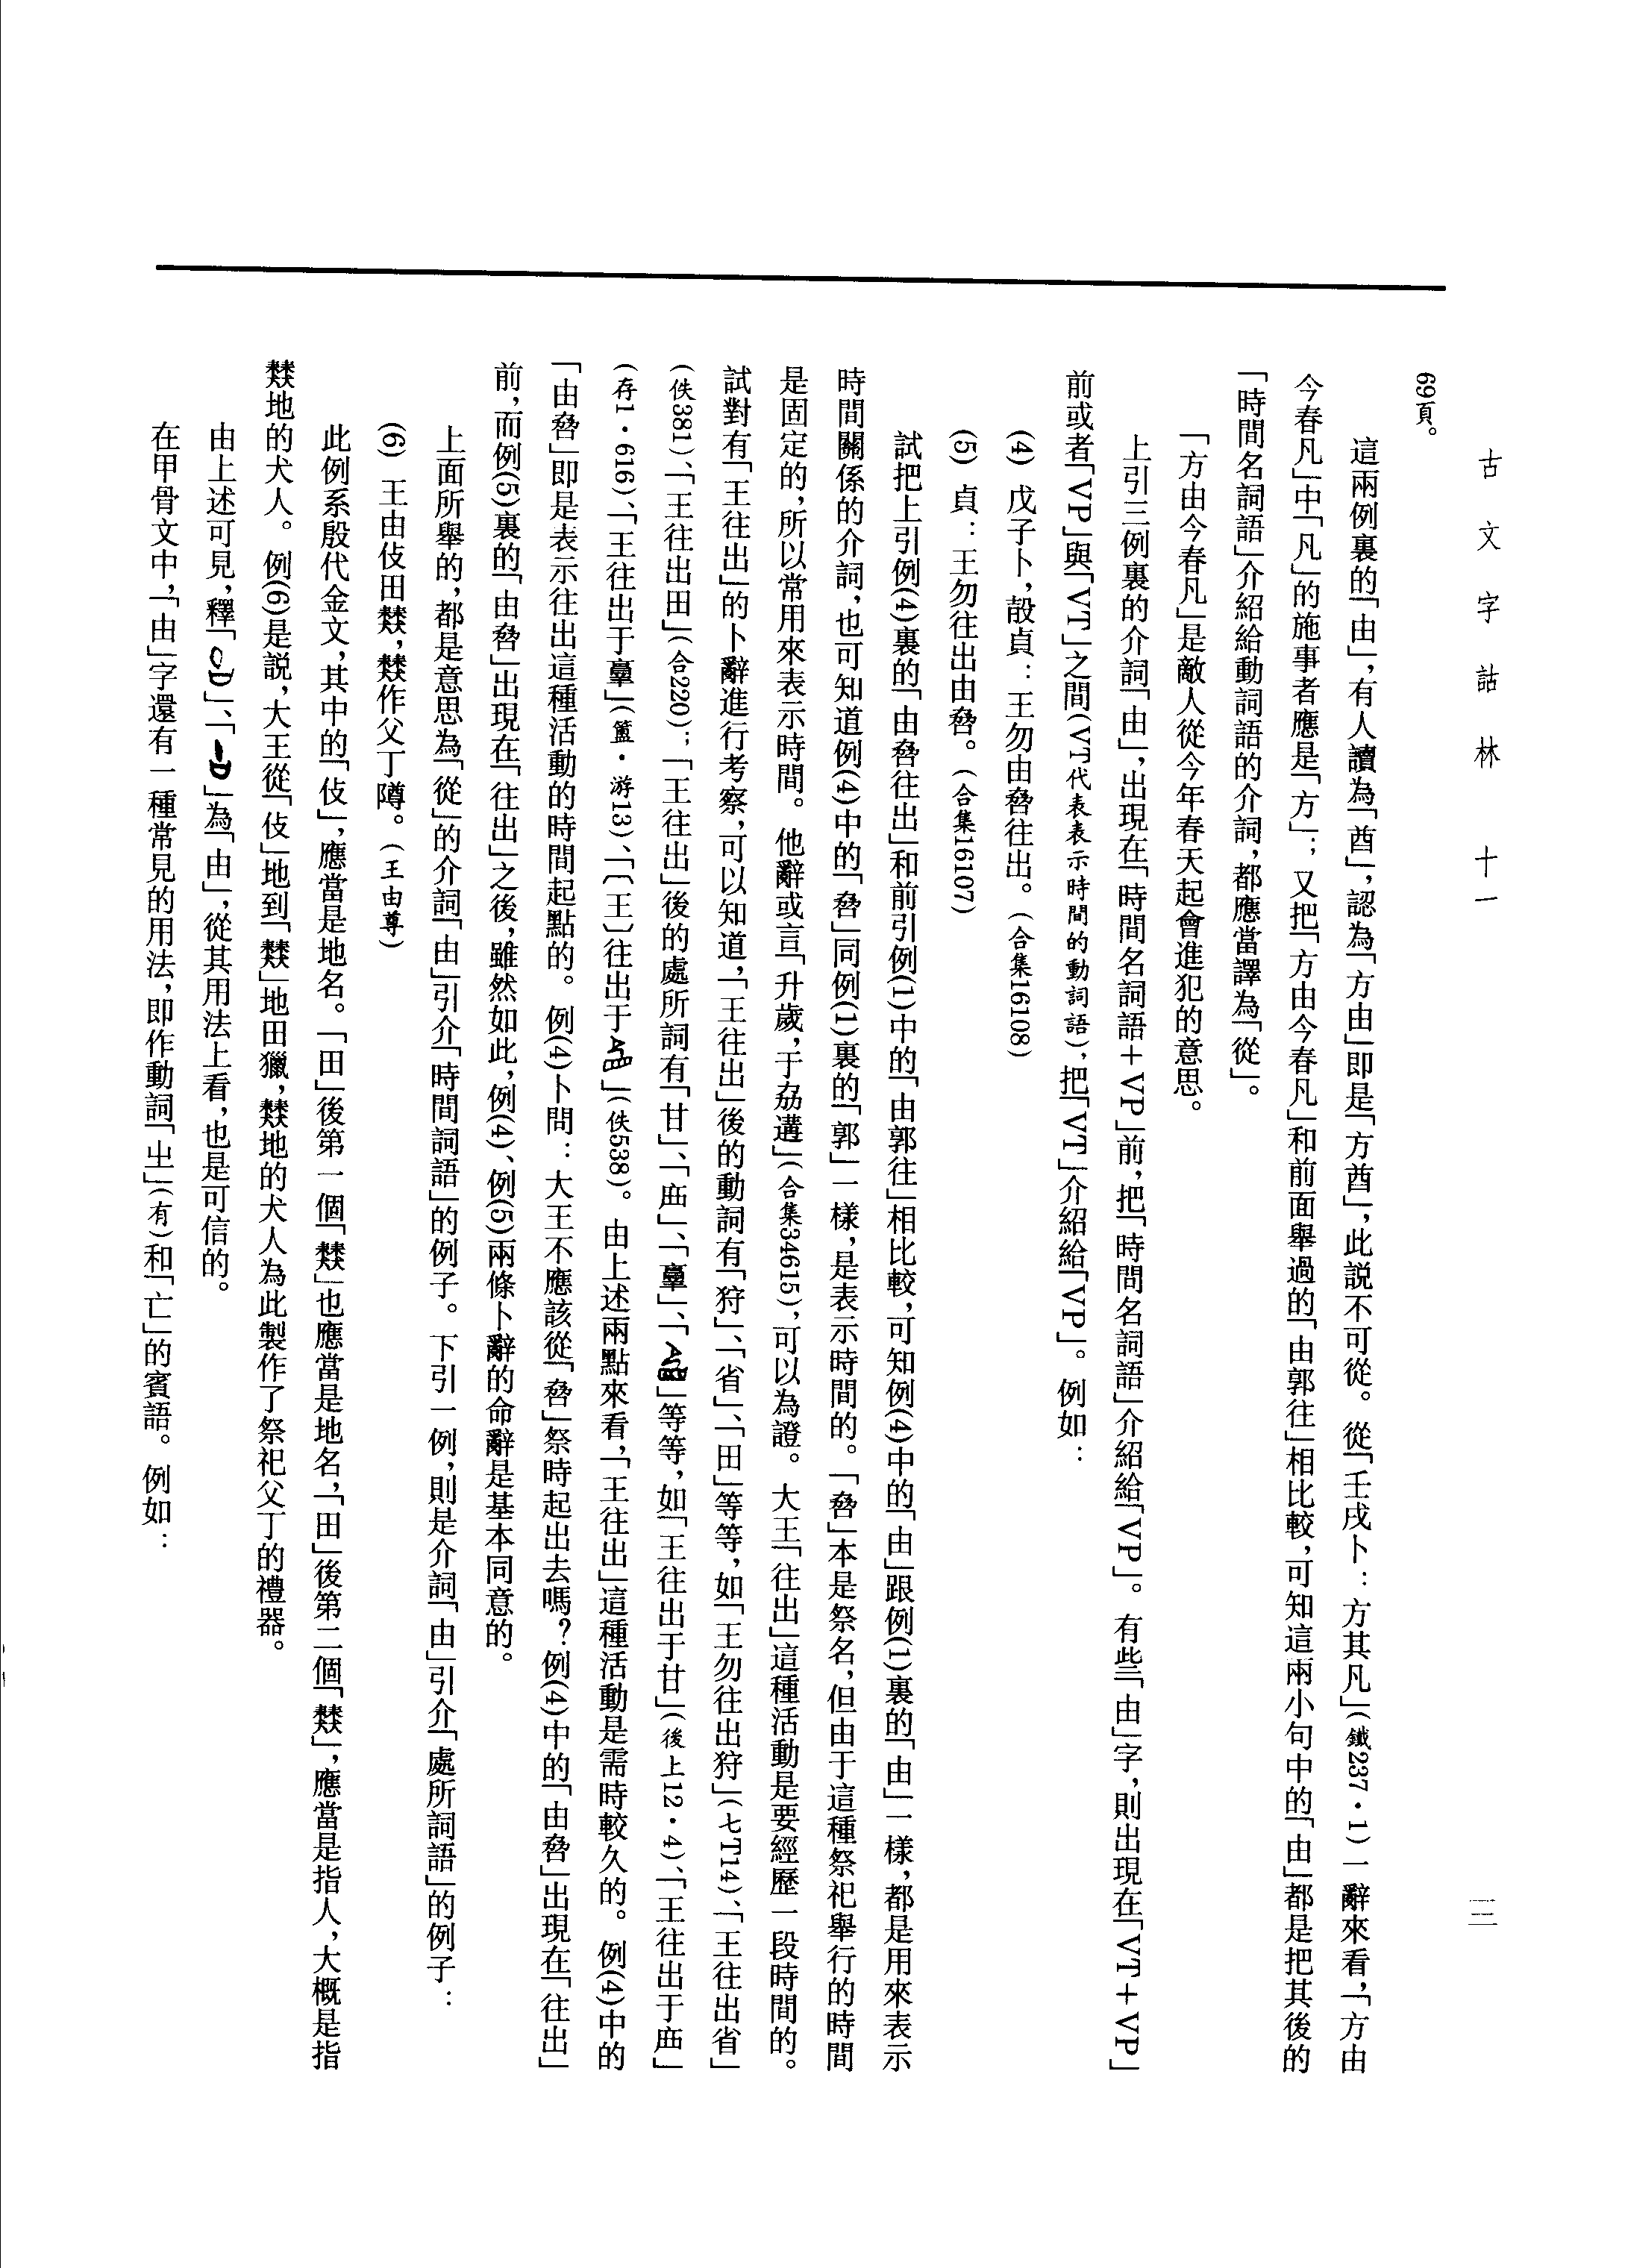 古文字詁林 十一
三
69頁。
這兩例裏的「由」，有人讀為「酋」，認為「方由」即是「方酋」，此説不可從。從「壬戌卜：方其凡」（鐵237·1）一辭來看，「方由
今春凡」中「凡」的施事者應是「方」；又把「方由今春凡」和前面舉過的「由郭往」相比較，可知這兩小句中的「由」都是把其後的
「時間名詞語」介紹給動詞語的介詞，都應當譯為「從」。
「方由今春凡」是敵人從今年春天起會進犯的意思。
上引三例裏的介詞「由」，出現在「時間名詞語＋VP」前，把「時問名詞語」介紹給「VP」。有些「由」字，則出現在「VT＋VP」
前或者「VP」與「VT」之間（VT代表表示時間的動詞語），把「VT」介紹給「VP」。例如：
(4) 戊子卜，㱿貞：王勿由㕢往出。（合集16108）
(5) 貞：王勿往出由㕢。（合集16107）
試把上引例(4)裏的「由㕢往出」和前引例(1)中的「由郭往」相比較，可知例(4)中的「由」跟例(1)裏的「由」一樣，都是用來表示
時間關係的介詞，也可知道例(4)中的「㕢」同例(1)裏的「郭」一樣，是表示時間的。「㕢」本是祭名，但由于這種祭祀舉行的時間
是固定的，所以常用來表示時間。他辭或言「升歲，于劦遘」（合集34615），可以為證。大王「往出」這種活動是要經歷一段時間的。
試對有「王往出」的卜辭進行考察，可以知道，「王往出」後的動詞有「狩」、「省」、「田」等等，如「王勿往出狩」（七T14）、「王往出省」
（佚381）、「王往出田」（合220）；「王往出」後的處所詞有「甘」、「𠧴」、「𦎫」、「」等等，如「王往出于甘」（後上12·4）、「王往出于𠧴」
（存1·616）、「王往出于𦎫」（簠·游13）、「〔王〕往出于」（佚538）。由上述兩點來看，「王往出」這種活動是需時較久的。例(4)中的
「由㕢」即是表示往出這種活動的時間起點的。例(4)卜問：大王不應該從「㕢」祭時起出去嗎？例(4)中的「由㕢」出現在「往出」
前，而例(5)裏的「由㕢」出現在「往出」之後，雖然如此，例(4)、例(5)兩條卜辭的命辭是基本同意的。
上面所舉的，都是意思為「從」的介詞「由」引介「時間詞語」的例子。下引一例，則是介詞「由」引介「處所詞語」的例子：
(6) 王由伎田，作父丁䵼。（王由尊）
此例系殷代金文，其中的「伎」，應當是地名。「田」後第一個「」也應當是地名，「田」後第二個「」，應當是指人，大概是指
地的犬人。例(6)是説，大王從「伎」地到「」地田獵，地的犬人為此製作了祭祀父丁的禮器。
由上述可見，釋「」、「」為「由」，從其用法上看，也是可信的。
在甲骨文中，「由」字還有一種常見的用法，即作動詞「㞢」（有）和「亡」的賓語。例如：